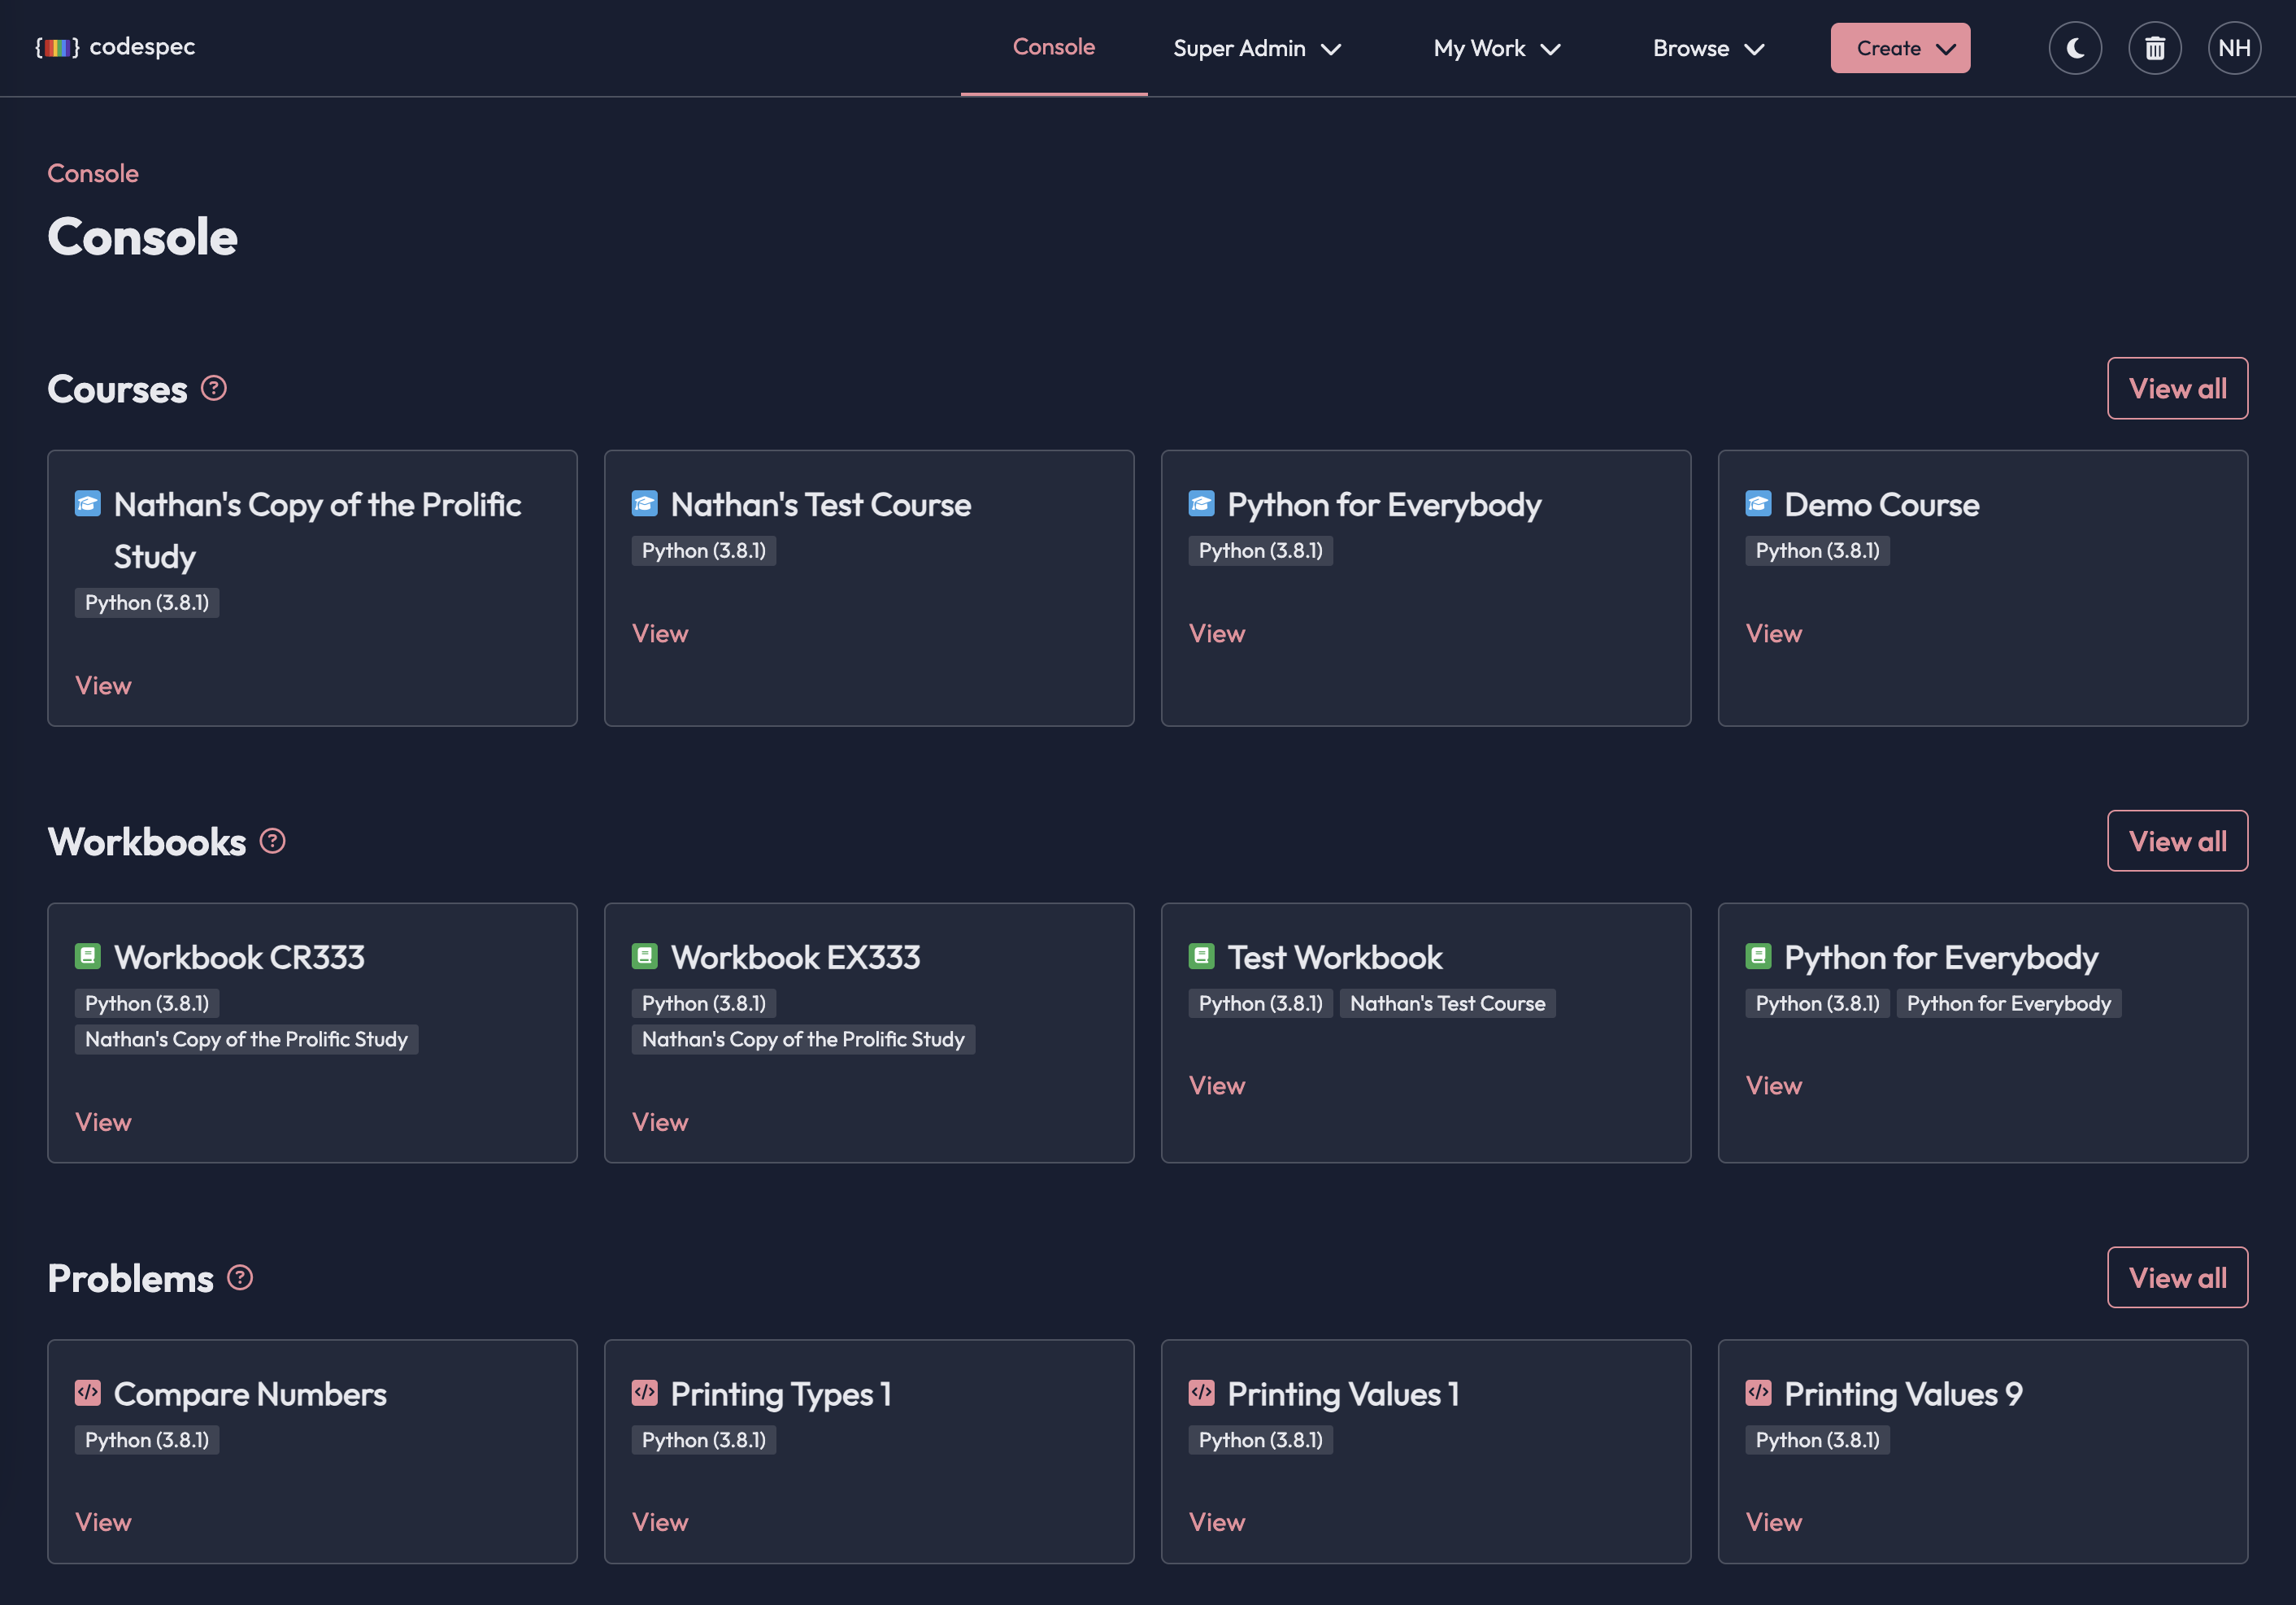 codespec
Console
Super Admin
My Work
Browse
Create
NH
Console
Console
Courses ?
View all
Nathan's Copy of the Prolific
Study
Python (3.8.1)
View
Nathan's Test Course
Python (3.8.1)
View
Python for Everybody
Python (3.8.1)
View
Demo Course
Python (3.8.1)
View
Workbooks ?
View all
Workbook CR333
Python (3.8.1)
Nathan's Copy of the Prolific Study
View
Workbook EX333
Python (3.8.1)
Nathan's Copy of the Prolific Study
View
Test Workbook
Python (3.8.1) Nathan's Test Course
View
Python for Everybody
Python (3.8.1) Python for Everybody
View
Problems ?
View all
Compare Numbers
Python (3.8.1)
View
Printing Types 1
Python (3.8.1)
View
Printing Values 1
Python (3.8.1)
View
Printing Values 9
Python (3.8.1)
View